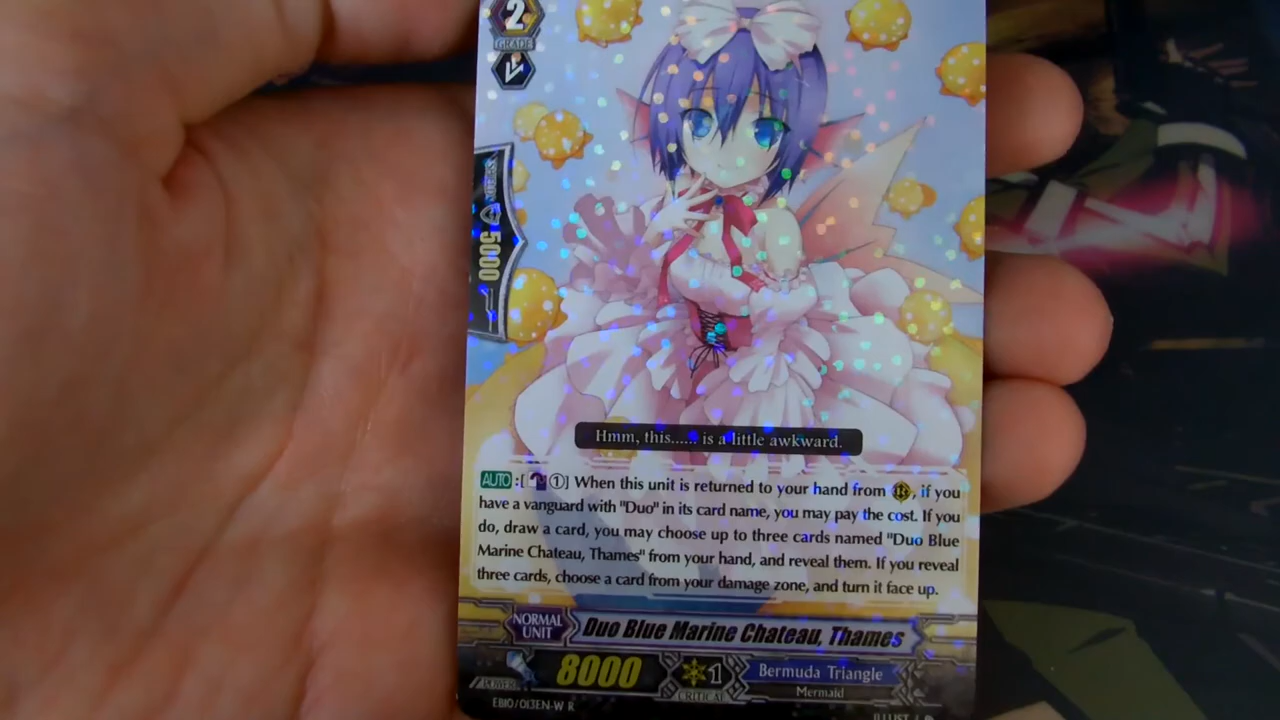 2
GRADE
5000
Hmm, this...... is a little awkward.
AUTO:[ ①] When this unit is returned to your hand from Ⓡ, if you
have a vanguard with "Duo" in its card name, you may pay the cost. If you
do, draw a card, you may choose up to three cards named "Duo Blue
Marine Chateau, Thames" from your hand, and reveal them. If you reveal
three cards, choose a card from your damage zone, and turn it face up.
NORMAL
UNIT
Duo Blue Marine Chateau, Thames
POWER
8000
1
CRITICAL
Bermuda Triangle
Mermaid
EB10/013EN-W R